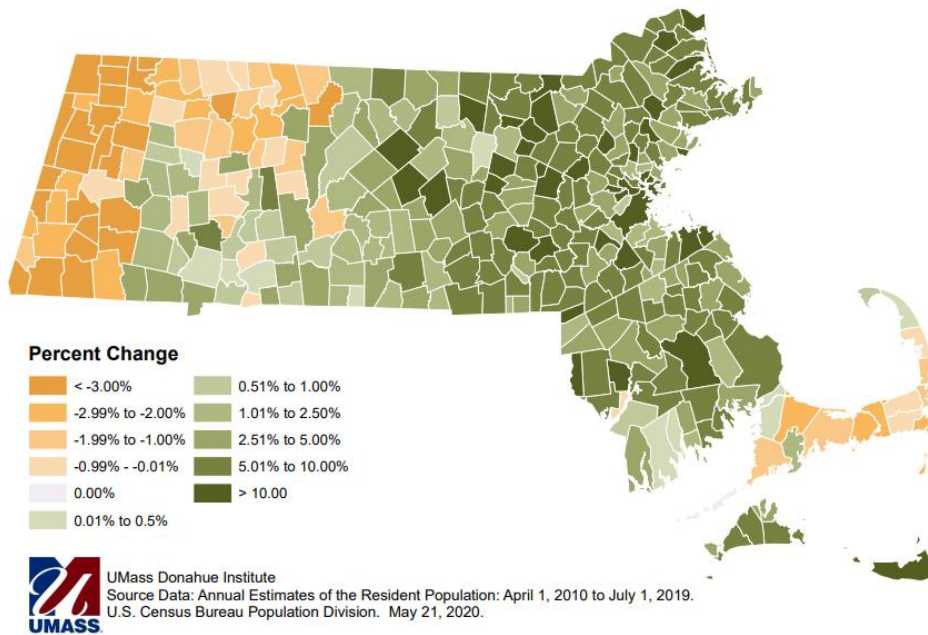 Percent Change
< -3.00%
-2.99% to -2.00%
-1.99% to -1.00%
-0.99% - -0.01%
0.00%
0.01% to 0.5%
0.51% to 1.00%
1.01% to 2.50%
2.51% to 5.00%
5.01% to 10.00%
> 10.00
UMASS
UMass Donahue Institute
Source Data: Annual Estimates of the Resident Population: April 1, 2010 to July 1, 2019.
U.S. Census Bureau Population Division. May 21, 2020.